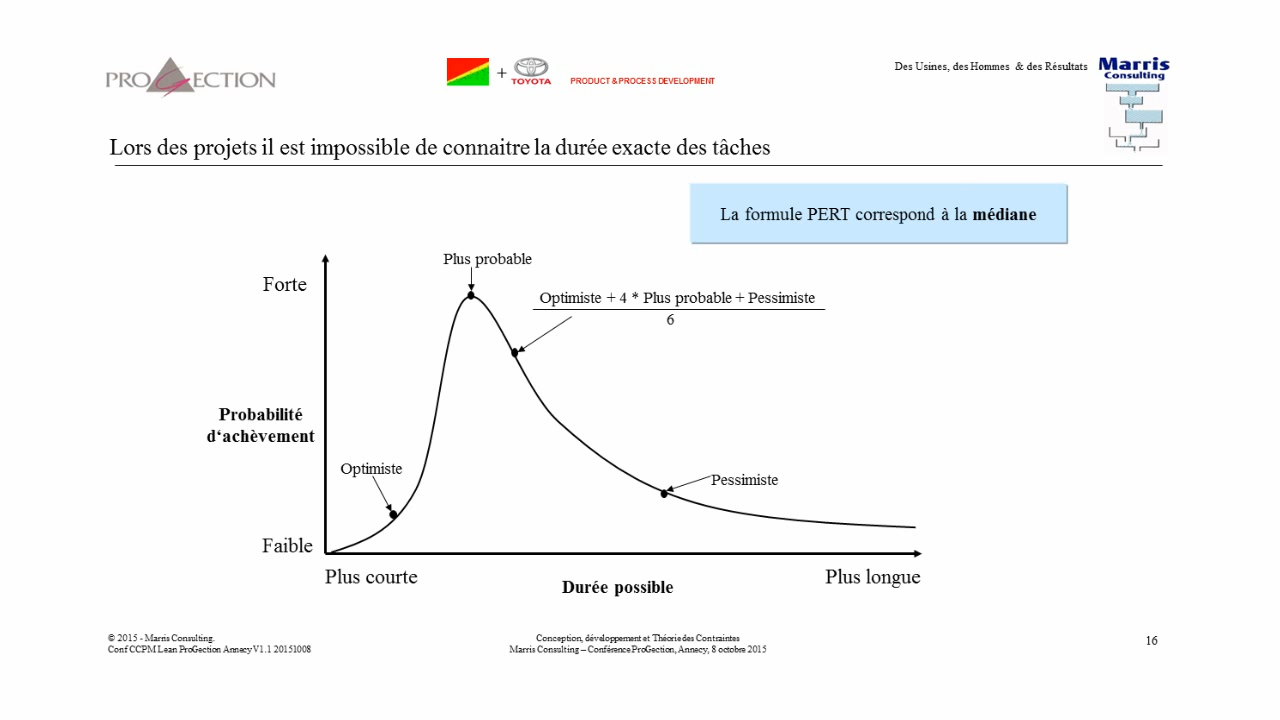 PROGECTION
+
TOYOTA
PRODUCT & PROCESS DEVELOPMENT
Des Usines, des Hommes & des Résultats
Marris
Consulting
Lors des projets il est impossible de connaitre la durée exacte des tâches
La formule PERT correspond à la médiane
Plus probable
Forte
Optimiste + 4 * Plus probable + Pessimiste
6
Probabilité
d‘achèvement
Optimiste
Pessimiste
Faible
Plus courte
Durée possible
Plus longue
© 2015 - Marris Consulting.
Conf CCPM Lean ProGection Annecy V1.1 20151008
Conception, développement et Théorie des Contraintes
Marris Consulting – Conférence ProGection, Annecy, 8 octobre 2015
16